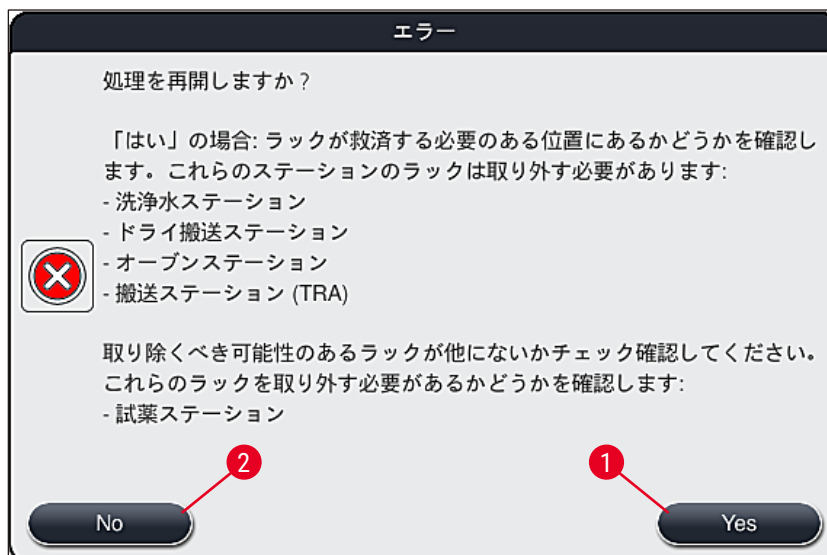 エラー
処理を再開しますか？
「はい」の場合: ラックが救済する必要のある位置にあるかどうかを確認し
ます。これらのステーションのラックは取り外す必要があります:
- 洗浄水ステーション
- ドライ搬送ステーション
- オーブンステーション
- 搬送ステーション (TRA)
取り除くべき可能性のあるラックが他にないかチェック確認してください。
これらのラックを取り外す必要があるかどうかを確認します:
- 試薬ステーション
2
1
No
Yes